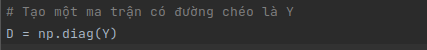 # Tạo một ma trận có đường chéo là Y
D = np.diag(Y)